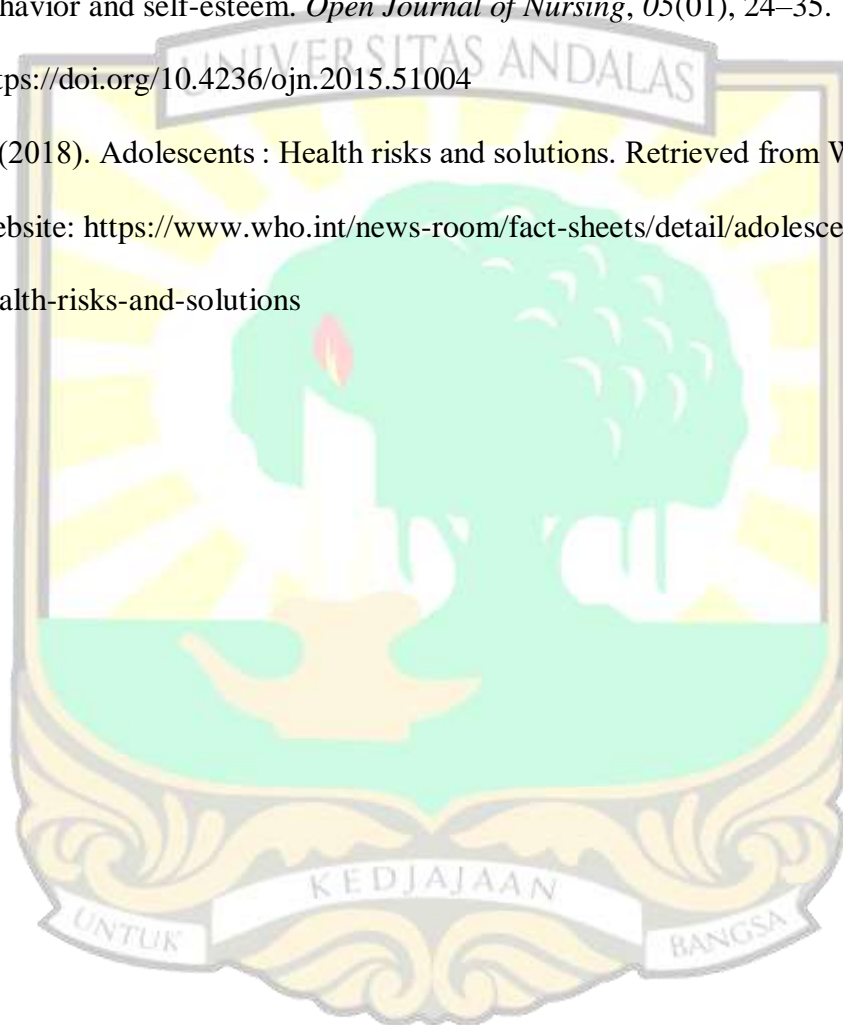 havior and self-esteem. Open Journal of Nursing, 05(01), 24–35.
UNIVERSITAS ANDALAS
tps://doi.org/10.4236/ojn.2015.51004
(2018). Adolescents : Health risks and solutions. Retrieved from W
ebsite: https://www.who.int/news-room/fact-sheets/detail/adolesce
alth-risks-and-solutions
UNTUK KEDJAJAAN BANGSA